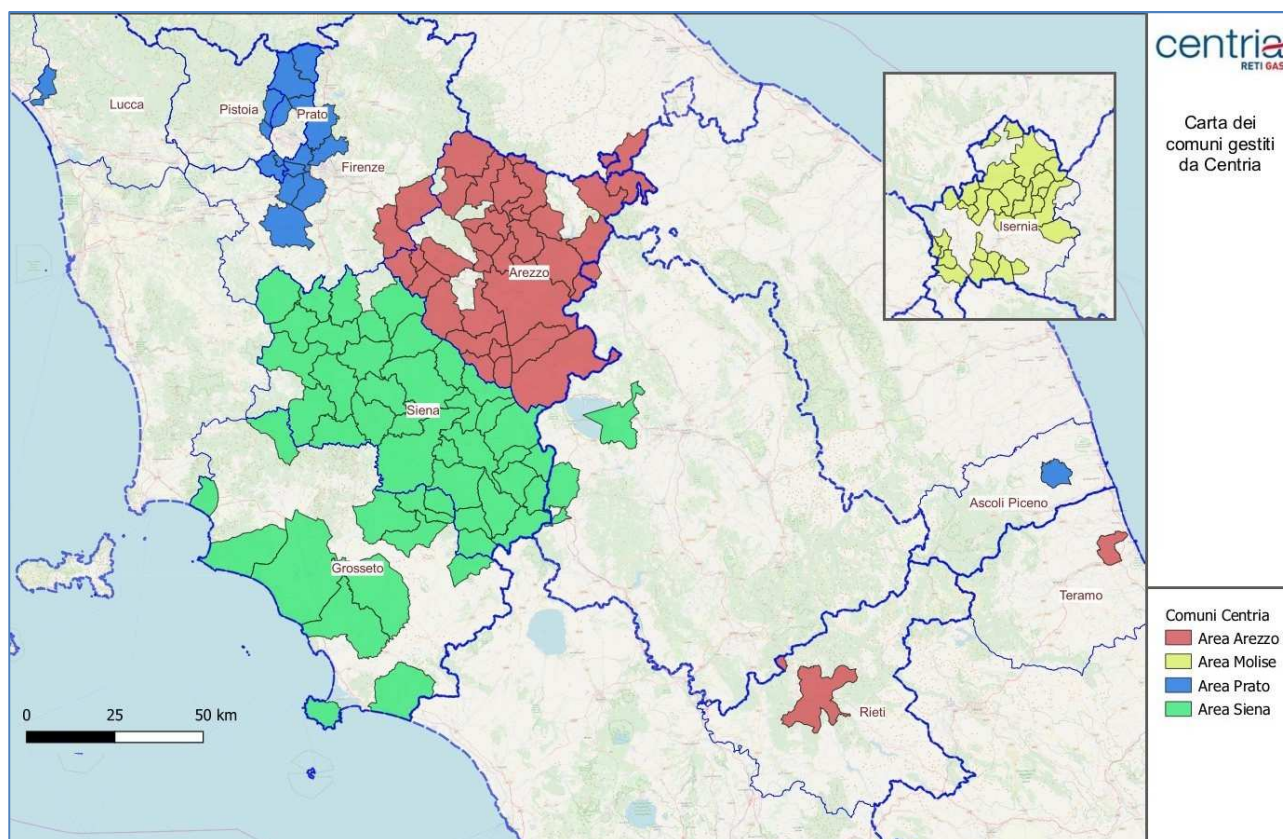 centria
RETI GAS
Carta dei
comuni gestiti
da Centria
Lucca
Pistoia
Prato
Firenze
Arezzo
Siena
Grosseto
Isernia
Ascoli Piceno
Teramo
Rieti
0 25 50 km
Comuni Centria
Area Arezzo
Area Molise
Area Prato
Area Siena